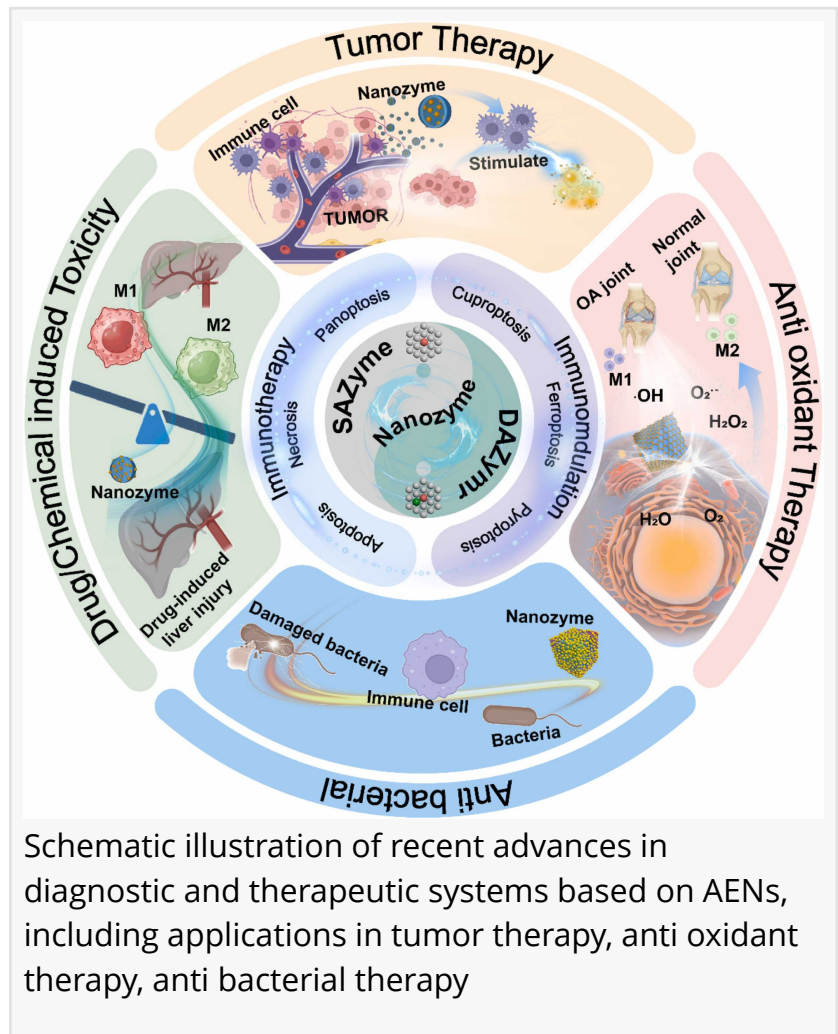 Tumor Therapy
Immune cell
Nanozyme
Stimulate
TUMOR
Drug/Chemical induced Toxicity
M1
M2
Nanozyme
Drug-induced
liver injury
Anti oxidant Therapy
OA joint
Normal
joint
M1
M2
·OH
O₂·-
H₂O₂
H₂O
O₂
Immunotherapy
Panoptosis
Necrosis
Apoptosis
Immunomdulation
Cuproptosis
Ferroptosis
Pyroptosis
SAZyme
Nanozyme
DAZymr
Damaged bacteria
Immune cell
Nanozyme
Bacteria
Anti bacterial
Schematic illustration of recent advances in
diagnostic and therapeutic systems based on AENs,
including applications in tumor therapy, anti oxidant
therapy, anti bacterial therapy